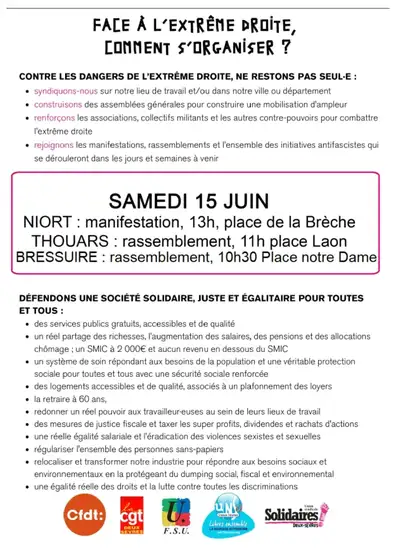 FACE À L'EXTRÊME DROITE,
COMMENT S'ORGANISER ?
CONTRE LES DANGERS DE L'EXTRÊME DROITE, NE RESTONS PAS SEUL·E :
• syndiquons-nous sur notre lieu de travail et/ou dans notre ville ou département
• construisons des assemblées générales pour construire une mobilisation d'ampleur
• renforçons les associations, collectifs militants et les autres contre-pouvoirs pour combattre
l'extrême droite
• rejoignons les manifestations, rassemblements et l'ensemble des initiatives antifascistes qui
se dérouleront dans les jours et semaines à venir
SAMEDI 15 JUIN
NIORT : manifestation, 13h, place de la Brèche
THOUARS : rassemblement, 11h place Laon
BRESSUIRE : rassemblement, 10h30 Place notre Dame
DÉFENDONS UNE SOCIÉTÉ SOLIDAIRE, JUSTE ET ÉGALITAIRE POUR TOUTES
ET TOUS :
• des services publics gratuits, accessibles et de qualité
• un réel partage des richesses, l'augmentation des salaires, des pensions et des allocations
chômage ; un SMIC à 2 000€ et aucun revenu en dessous du SMIC
• un système de soin répondant aux besoins de la population et une véritable protection
sociale pour toutes et tous avec une sécurité sociale renforcée
• des logements accessibles et de qualité, associés à un plafonnement des loyers
• la retraite à 60 ans,
• redonner un réel pouvoir aux travailleur·euses au sein de leurs lieux de travail
• des mesures de justice fiscale et taxer les super profits, dividendes et rachats d'actions
• une réelle égalité salariale et l'éradication des violences sexistes et sexuelles
• régulariser l'ensemble des personnes sans-papiers
• relocaliser et transformer notre industrie pour répondre aux besoins sociaux et
environnementaux en la protégeant du dumping social, fiscal et environnemental
• une égalité réelle des droits et la lutte contre toutes les discriminations
Cfdt:
la
cgt
DEUX
SÈVRES
F.S.U.
Solidaires
DEUX-SÈVRES